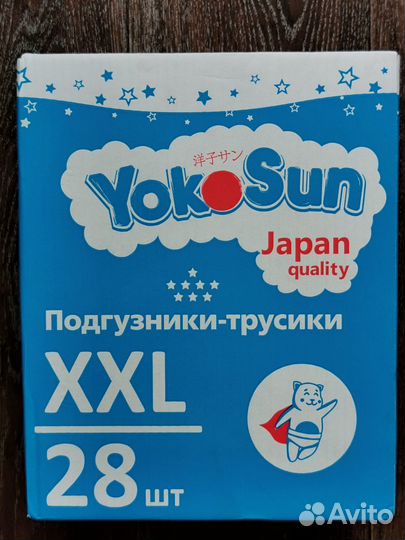 洋子サン
YokoSun
Japan
quality
Подгузники-трусики
XXL
28 шт
Avito